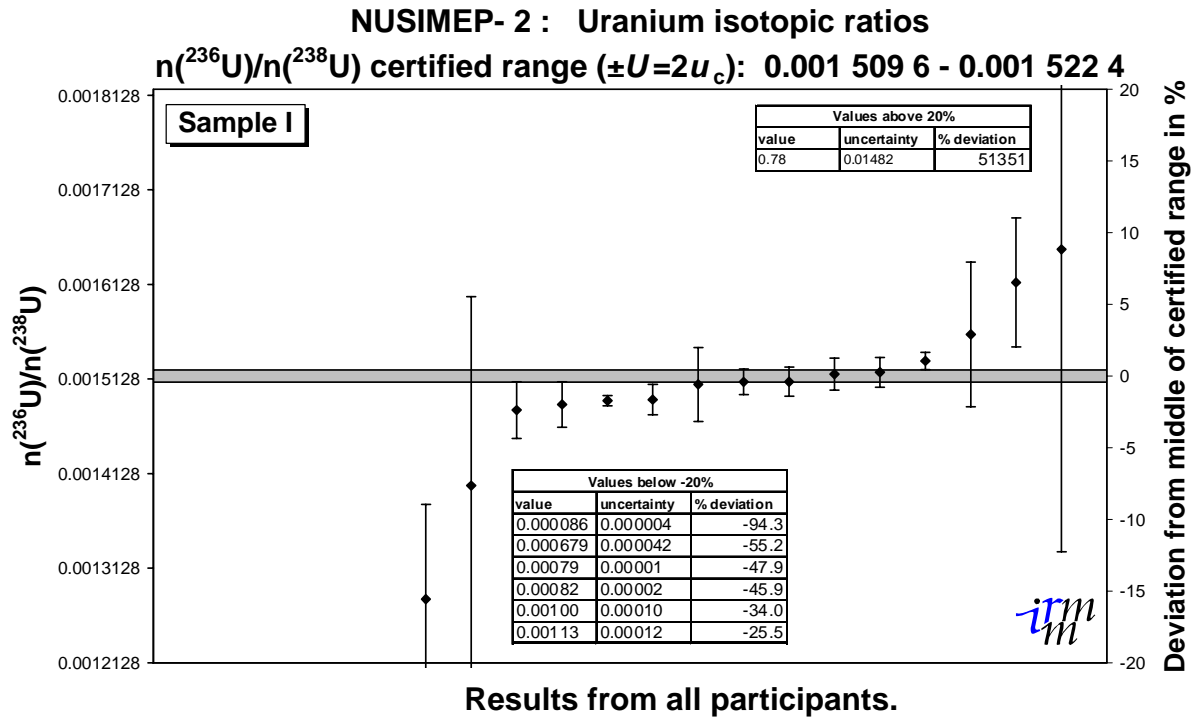 NUSIMEP- 2 : Uranium isotopic ratios
n(²³⁶U)/n(²³⁸U) certified range (±U=2u_c): 0.001 509 6 - 0.001 522 4
Sample I
Values above 20%
value uncertainty % deviation
0.78 0.01482 51351
0.0018128
0.0017128
0.0016128
0.0015128
0.0014128
0.0013128
0.0012128
n(²³⁶U)/n(²³⁸U)
20
15
10
5
0
-5
-10
-15
-20
Deviation from middle of certified range in %
Values below -20%
value uncertainty % deviation
0.000086 0.000004 -94.3
0.000679 0.000042 -55.2
0.00079 0.00001 -47.9
0.00082 0.00002 -45.9
0.00100 0.00010 -34.0
0.00113 0.00012 -25.5
irmm
Results from all participants.